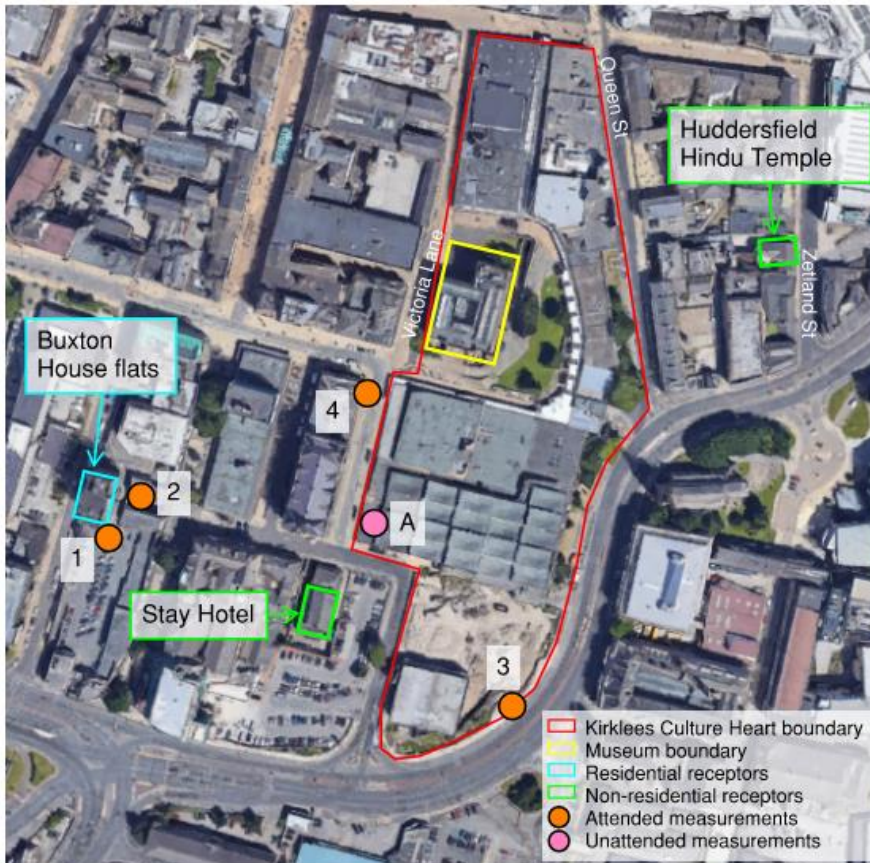 Queen St
Huddersfield
Hindu Temple
Victoria Lane
Zetland St
Buxton
House flats
4
2
A
1
Stay Hotel
3
Kirklees Culture Heart boundary
Museum boundary
Residential receptors
Non-residential receptors
Attended measurements
Unattended measurements